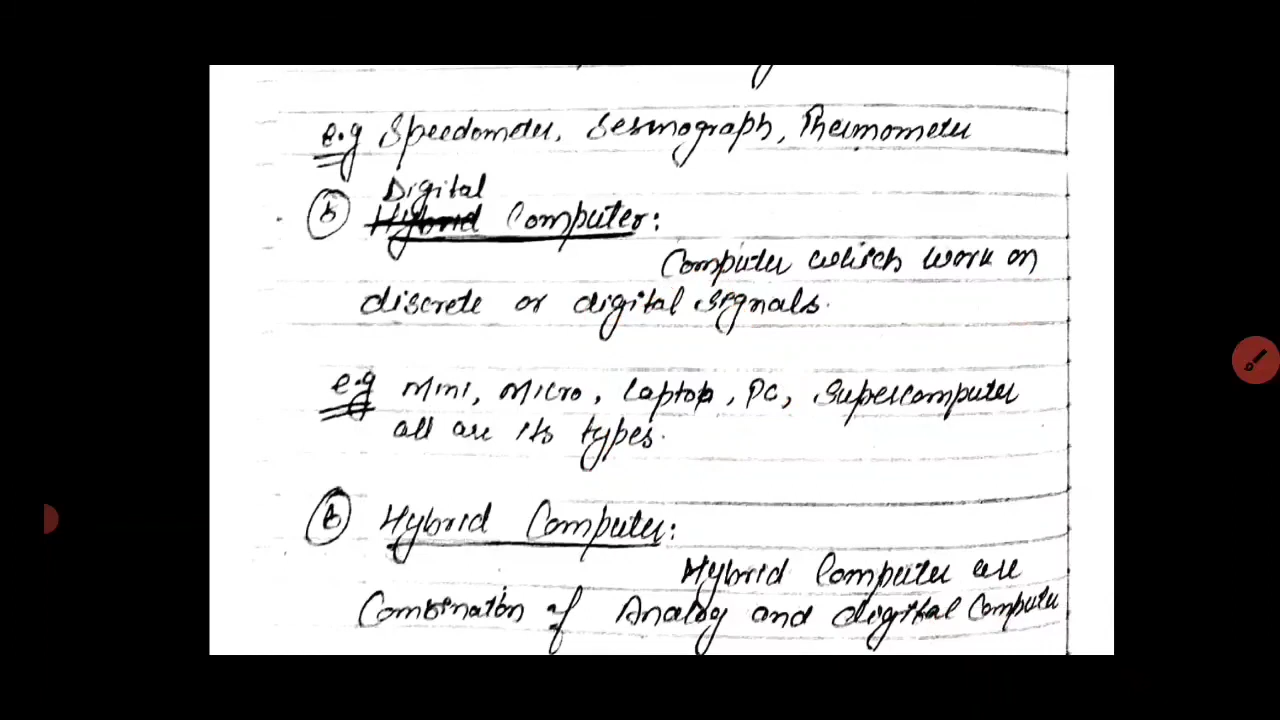 e.g Speedometer, Sesmograph, Thermometer
Digital
(b) Hybrid Computer:
Computer which work on
discrete or digital signals.
e.g Mini, Micro, Laptop, PC, Supercomputer
all are its types.
(b) Hybrid Computer:
Hybrid Computer are
Combination of Analog and digital Computer